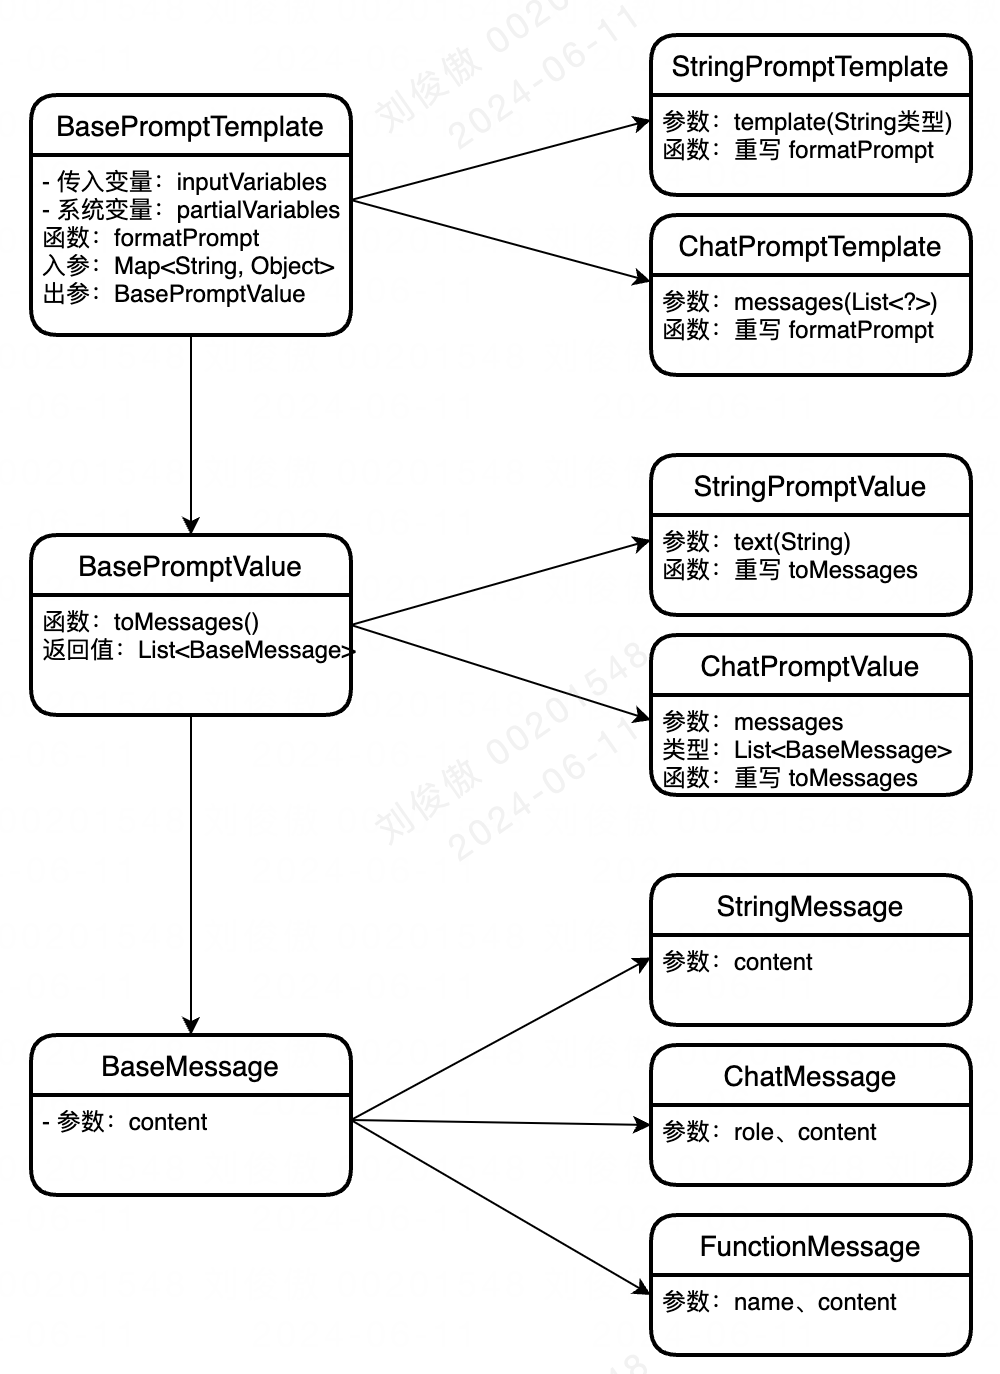 刘俊傲 0020
2024-06-11
BasePromptTemplate
- 传入变量：inputVariables
- 系统变量：partialVariables
函数：formatPrompt
入参：Map<String, Object>
出参：BasePromptValue
StringPromptTemplate
参数：template(String类型)
函数：重写 formatPrompt
ChatPromptTemplate
参数：messages(List<?>)
函数：重写 formatPrompt
BasePromptValue
函数：toMessages()
返回值：List<BaseMessage>
StringPromptValue
参数：text(String)
函数：重写 toMessages
ChatPromptValue
参数：messages
类型：List<BaseMessage>
函数：重写 toMessages
刘俊傲 00201548
2024-06-11
BaseMessage
- 参数：content
StringMessage
参数：content
ChatMessage
参数：role、content
FunctionMessage
参数：name、content
48